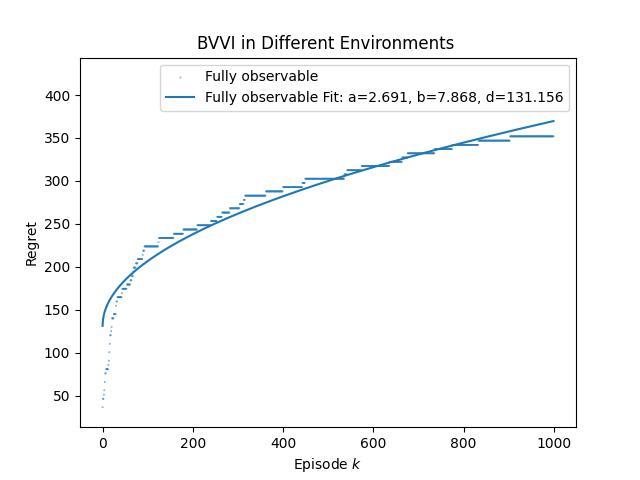 BVVI in Different Environments
Fully observable
Fully observable Fit: a=2.691, b=7.868, d=131.156
400
350
300
250
200
150
100
50
Regret
0 200 400 600 800 1000
Episode k